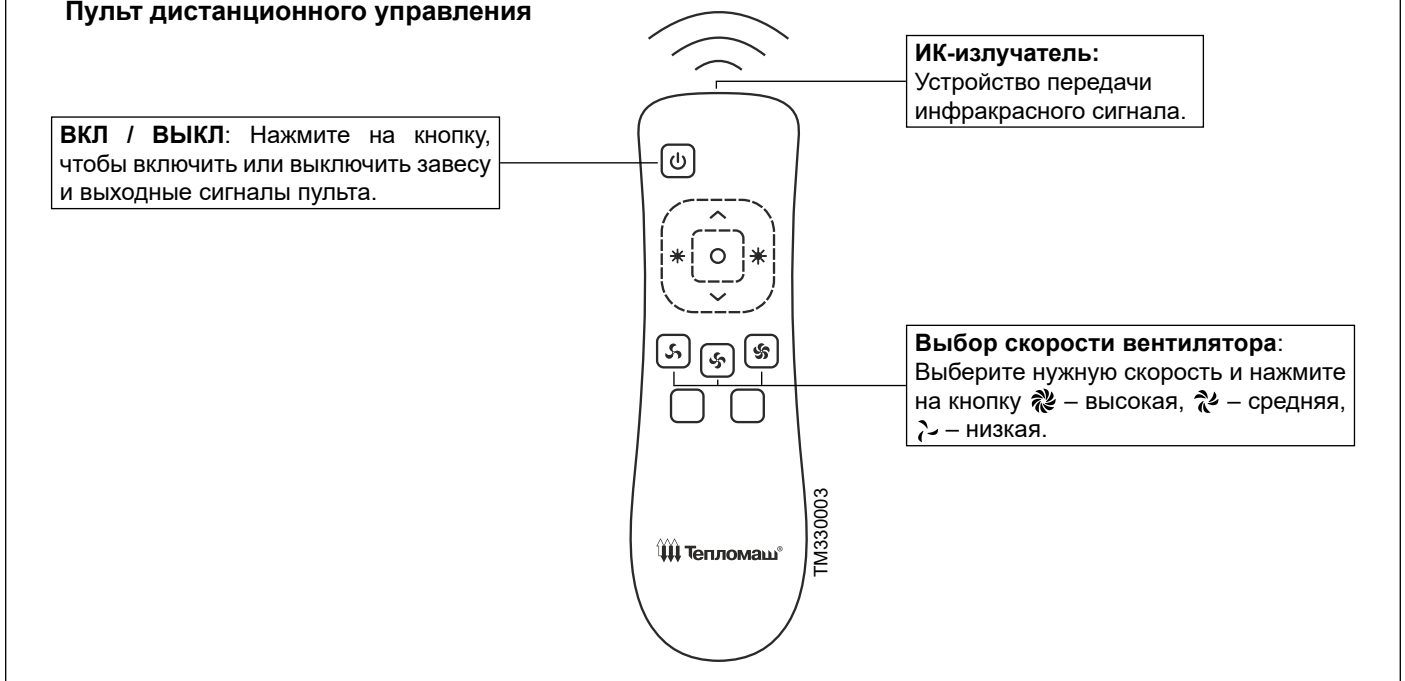 Пульт дистанционного управления
ИК-излучатель:
Устройство передачи
инфракрасного сигнала.
ВКЛ / ВЫКЛ: Нажмите на кнопку,
чтобы включить или выключить завесу
и выходные сигналы пульта.
Выбор скорости вентилятора:
Выберите нужную скорость и нажмите
на кнопку – высокая, – средняя,
– низкая.
Тепломаш®
TM330003